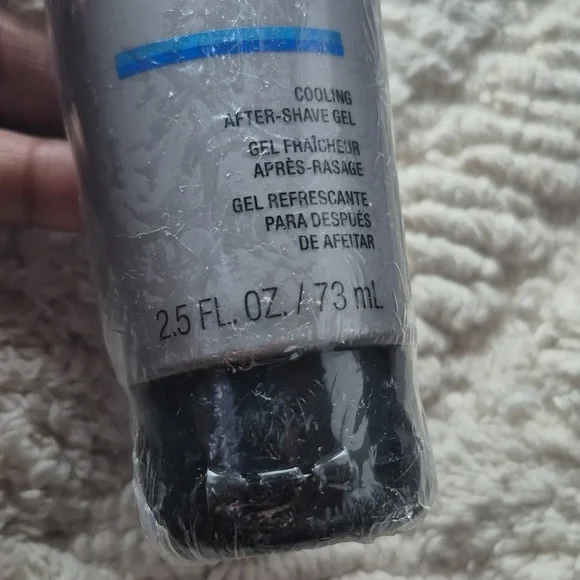 COOLING
AFTER-SHAVE GEL
GEL FRAÎCHEUR
APRÈS-RASAGE
GEL REFRESCANTE
PARA DESPUÉS
DE AFEITAR
2.5 FL. OZ. / 73 mL